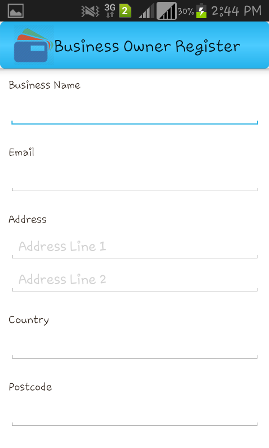 3G 2 30% 2:44 PM
Business Owner Register
Business Name
Email
Address
Address Line 1
Address Line 2
Country
Postcode